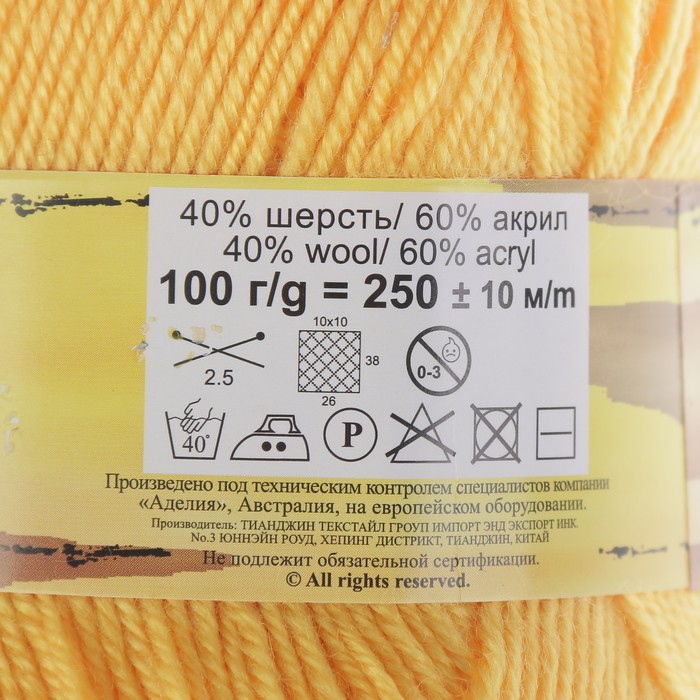 40% шерсть/ 60% акрил
40% wool/ 60% acryl
100 г/g = 250 ± 10 м/m
10x10
2.5
38
26
0-3
40°
P
Произведено под техническим контролем специалистов компании
«Аделия», Австралия, на европейском оборудовании.
Производитель: ТИАНДЖИН ТЕКСТАЙЛ ГРОУП ИМПОРТ ЭНД ЭКСПОРТ ИНК.
No.3 ЮННЭЙН РОУД, ХЕПИНГ ДИСТРИКТ, ТИАНДЖИН, КИТАЙ
Не подлежит обязательной сертификации.
© All rights reserved.